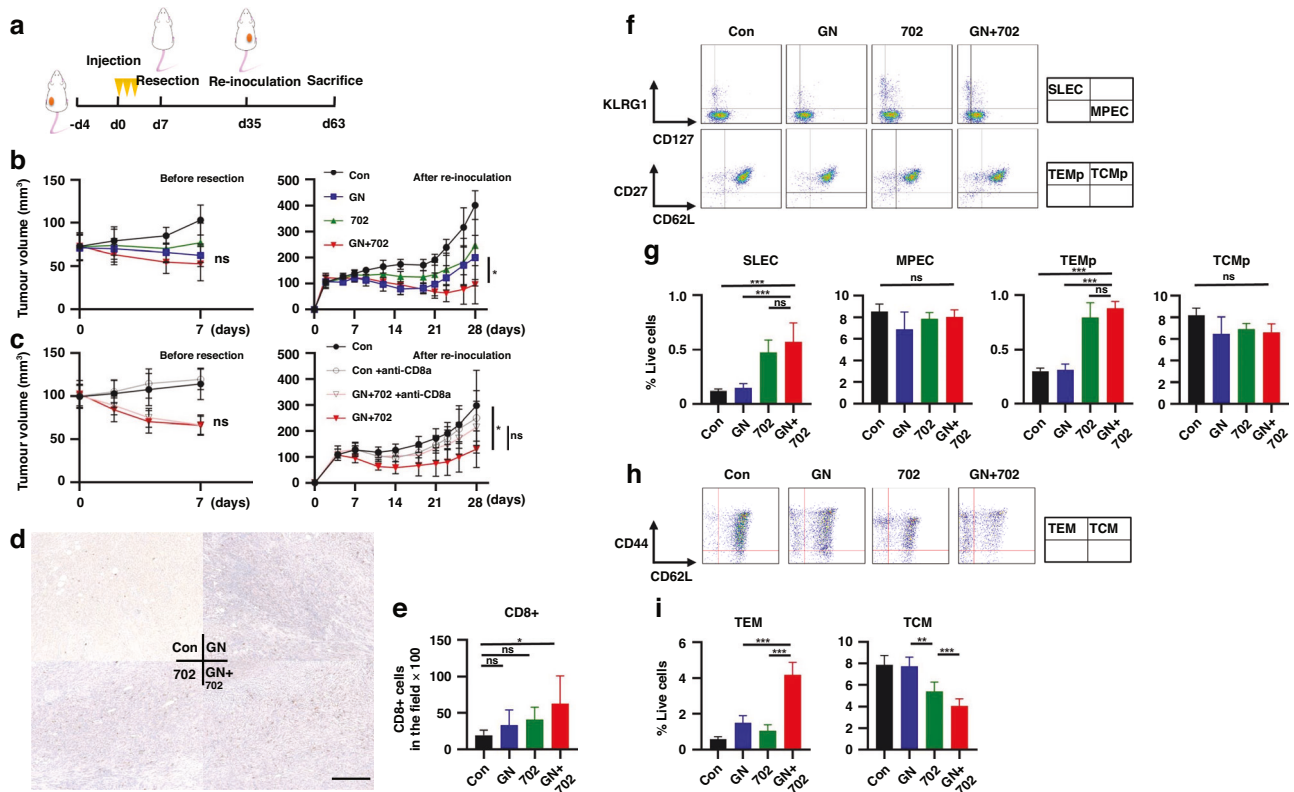 a
Injection
Resection
Re-inoculation
Sacrifice
-d4
d0
d7
d35
d63
b
Tumour volume (mm³)
150
100
50
0
Before resection
ns
0
7
(days)
500
400
300
200
100
0
Con
GN
702
GN+702
After re-inoculation
*
0
7
14
21
28 (days)
c
Tumour volume (mm³)
150
100
50
0
Before resection
ns
0
7
(days)
500
400
300
200
100
0
Con
Con +anti-CD8a
GN+702 +anti-CD8a
GN+702
After re-inoculation
*
ns
0
7
14
21
28 (days)
d
Con
GN
702
GN+
702
e
CD8+
CD8+ cells
in the field × 100
150
100
50
0
ns
ns
*
Con
GN
702
GN+
702
f
Con
GN
702
GN+702
KLRG1
CD127
SLEC
MPEC
CD27
CD62L
TEMp
TCMp
g
% Live cells
SLEC
1.0
0.5
0
***
***
ns
Con
GN
702
GN+
702
MPEC
10
8
6
4
2
0
ns
Con
GN
702
GN+
702
TEMp
1.0
0.5
0
***
***
ns
Con
GN
702
GN+
702
TCMp
10
8
6
4
2
0
ns
Con
GN
702
GN+
702
h
Con
GN
702
GN+702
CD44
CD62L
TEM
TCM
i
% Live cells
TEM
6
4
2
0
***
***
Con
GN
702
GN+
702
TCM
10
8
6
4
2
0
**
***
Con
GN
702
GN+
702